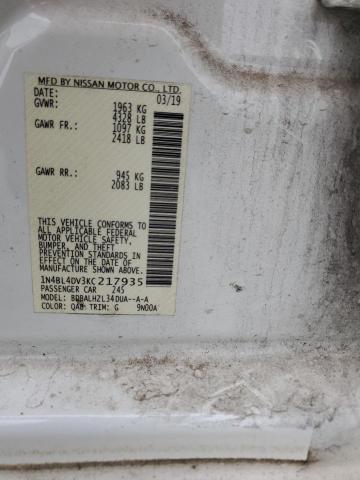 MFD BY NISSAN MOTOR CO., LTD.
DATE: 03/19
GVWR: 1963 KG
4328 LB
GAWR FR.: 1097 KG
2418 LB
GAWR RR.: 945 KG
2083 LB
THIS VEHICLE CONFORMS TO
ALL APPLICABLE FEDERAL
MOTOR VEHICLE SAFETY,
BUMPER, AND THEFT
PREVENTION STANDARDS IN
EFFECT ON THE DATE OF
MANUFACTURE SHOWN ABOVE.
1N4BL4DV3KC217935
PASSENGER CAR 245
MODEL: BDBALHZL34DUA--A-A
COLOR: QAB TRIM: G 9N00A